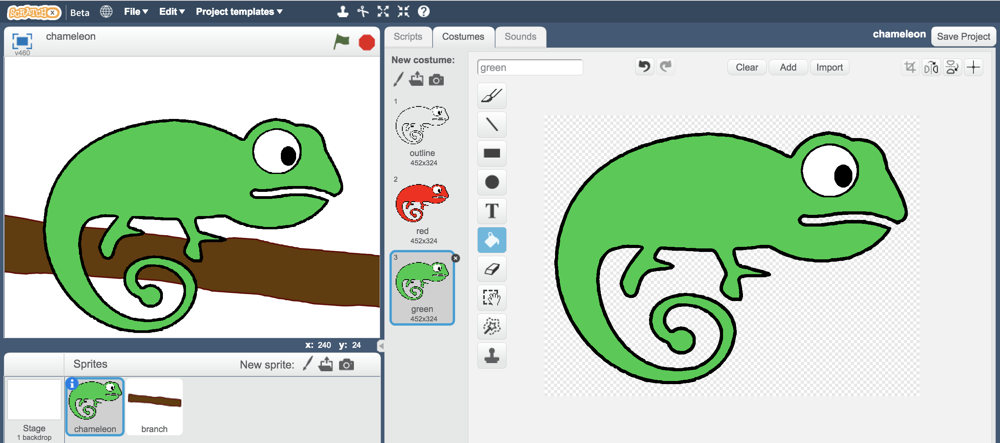 SCRATCHX
Beta
File
Edit
Project templates
chameleon
v460
Scripts
Costumes
Sounds
chameleon
Save Project
New costume:
green
Clear
Add
Import
1
outline
452x324
2
red
452x324
3
green
452x324
T
x: 240 y: 24
Sprites
New sprite:
Stage
1 backdrop
chameleon
branch